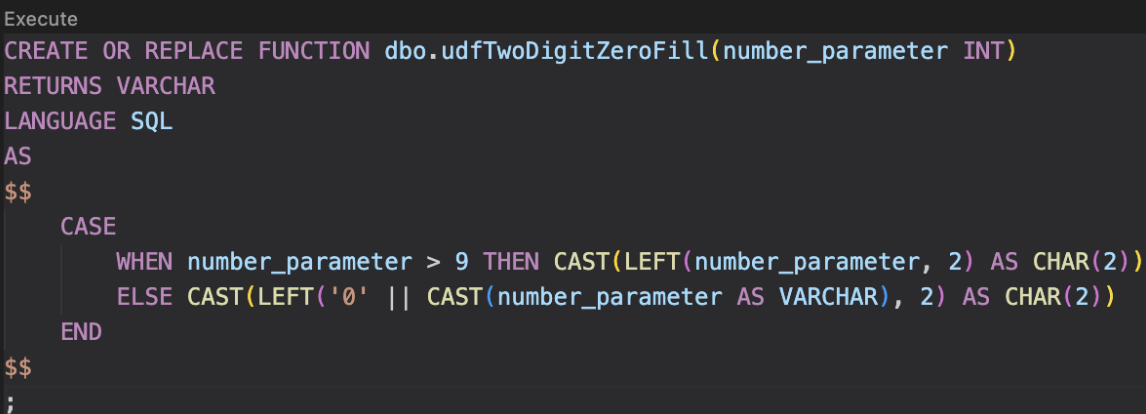 Execute
CREATE OR REPLACE FUNCTION dbo.udfTwoDigitZeroFill(number_parameter INT)
RETURNS VARCHAR
LANGUAGE SQL
AS
$$
    CASE
        WHEN number_parameter > 9 THEN CAST(LEFT(number_parameter, 2) AS CHAR(2))
        ELSE CAST(LEFT('0' || CAST(number_parameter AS VARCHAR), 2) AS CHAR(2))
    END
$$
;